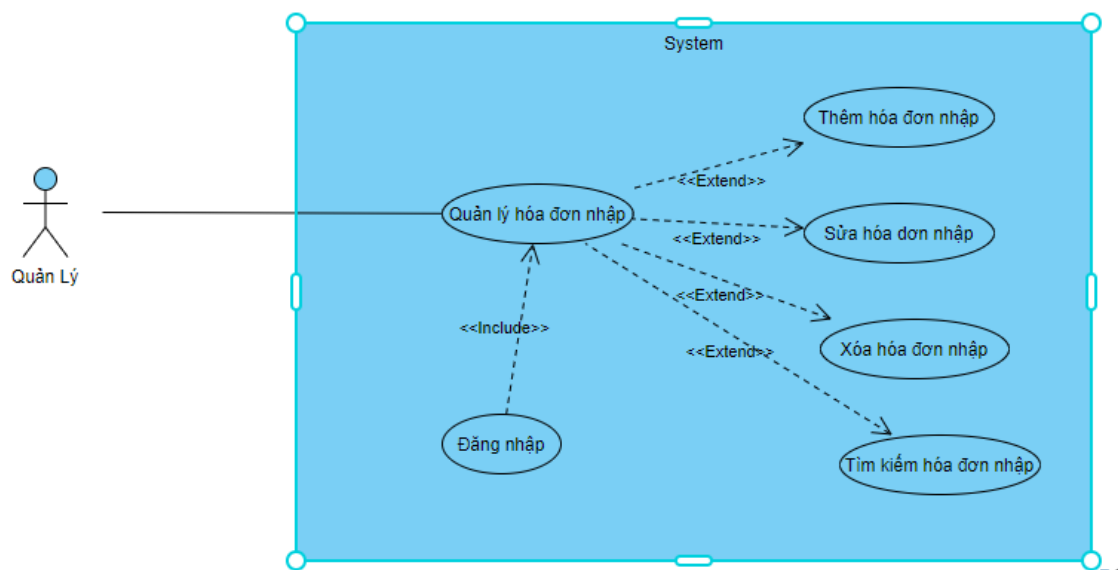 System
Thêm hóa đơn nhập
<<Extend>>
Quản lý hóa đơn nhập
Sửa hóa dơn nhập
<<Extend>>
Quản Lý
<<Extend>>
<<Include>>
Xóa hóa đơn nhập
<<Extend>>
Đăng nhập
Tìm kiếm hóa đơn nhập